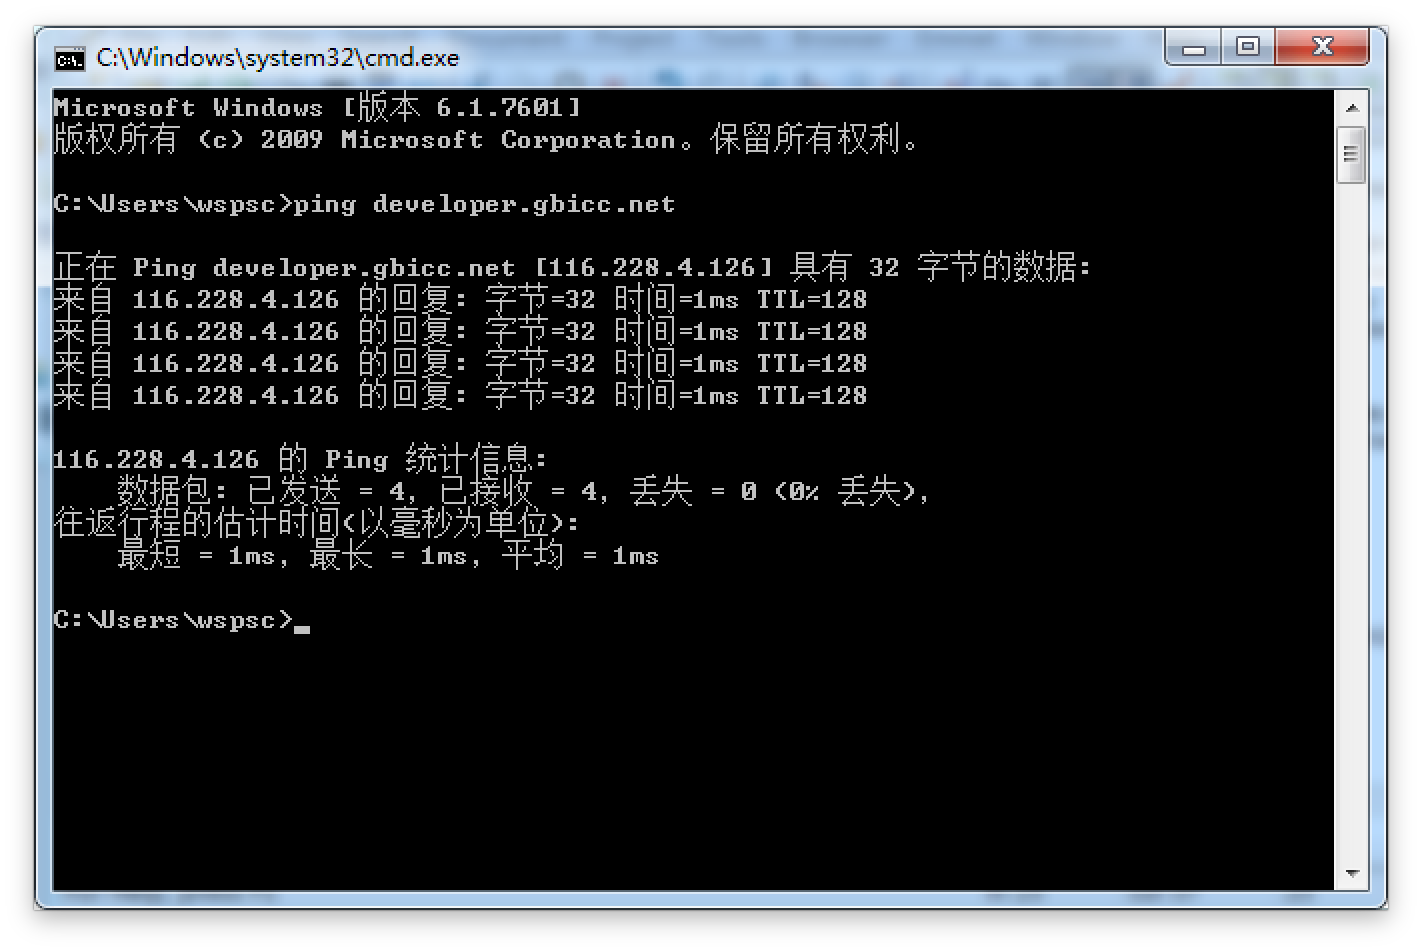 C:\Windows\system32\cmd.exe
Microsoft Windows [版本 6.1.7601]
版权所有 (c) 2009 Microsoft Corporation。保留所有权利。
C:\Users\wspsc>ping developer.gbicc.net
正在 Ping developer.gbicc.net [116.228.4.126] 具有 32 字节的数据:
来自 116.228.4.126 的回复: 字节=32 时间=1ms TTL=128
来自 116.228.4.126 的回复: 字节=32 时间=1ms TTL=128
来自 116.228.4.126 的回复: 字节=32 时间=1ms TTL=128
来自 116.228.4.126 的回复: 字节=32 时间=1ms TTL=128
116.228.4.126 的 Ping 统计信息:
数据包: 已发送 = 4, 已接收 = 4, 丢失 = 0 (0% 丢失),
往返行程的估计时间(以毫秒为单位):
最短 = 1ms, 最长 = 1ms, 平均 = 1ms
C:\Users\wspsc>_